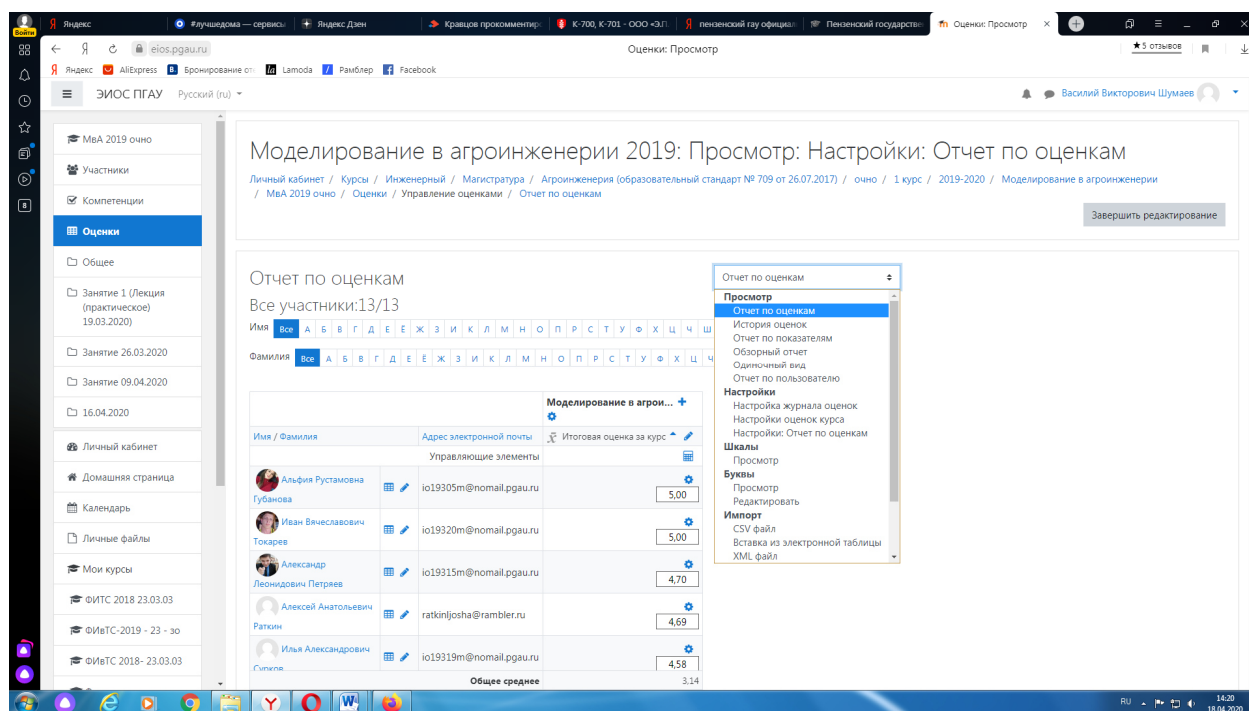 Войти
Яндекс
#лучшедома — сервисы
Яндекс Дзен
Кравцов прокомментиро
К-700, К-701 - ООО «Э.П.
пензенский гау официал
Пензенский государстве
Оценки: Просмотр
eios.pgau.ru
Оценки: Просмотр
★ 5 отзывов
Яндекс
AliExpress
Бронирование от
Lamoda
Рамблер
Facebook
ЭИОС ПГАУ
Русский (ru)
Василий Викторович Шумаев
МвА 2019 очно
Участники
Компетенции
Оценки
Общее
Занятие 1 (Лекция
(практическое)
19.03.2020)
Занятие 26.03.2020
Занятие 09.04.2020
16.04.2020
Личный кабинет
Домашняя страница
Календарь
Личные файлы
Мои курсы
ФИТС 2018 23.03.03
ФИвТС-2019 - 23 - зо
ФИвТС 2018- 23.03.03
Моделирование в агроинженерии 2019: Просмотр: Настройки: Отчет по оценкам
Личный кабинет / Курсы / Инженерный / Магистратура / Агроинженерия (образовательный стандарт № 709 от 26.07.2017) / очно / 1 курс / 2019-2020 / Моделирование в агроинженерии
/ МвА 2019 очно / Оценки / Управление оценками / Отчет по оценкам
Завершить редактирование
Отчет по оценкам
Все участники:13/13
Имя Все А Б В Г Д Е Ё Ж З И К Л М Н О П Р С Т У Ф Х Ц Ч Ш
Фамилия Все А Б В Г Д Е Ё Ж З И К Л М Н О П Р С Т У Ф Х Ц Ч
Отчет по оценкам
Просмотр
Отчет по оценкам
История оценок
Отчет по показателям
Обзорный отчет
Одиночный вид
Отчет по пользователю
Настройки
Настройка журнала оценок
Настройки оценок курса
Настройки: Отчет по оценкам
Шкалы
Просмотр
Буквы
Просмотр
Редактировать
Импорт
CSV файл
Вставка из электронной таблицы
XML файл
Моделирование в агрои...
Имя / Фамилия
Адрес электронной почты
x̄ Итоговая оценка за курс
Управляющие элементы
Альфия Рустамовна
Губанова
io19305m@nomail.pgau.ru
5,00
Иван Вячеславович
Токарев
io19320m@nomail.pgau.ru
5,00
Александр
Леонидович Петряев
io19315m@nomail.pgau.ru
4,70
Алексей Анатольевич
Раткин
ratkinljosha@rambler.ru
4,69
Илья Александрович
Сурков
io19319m@nomail.pgau.ru
4,58
Общее среднее
3,14
RU
14:20
18.04.2020